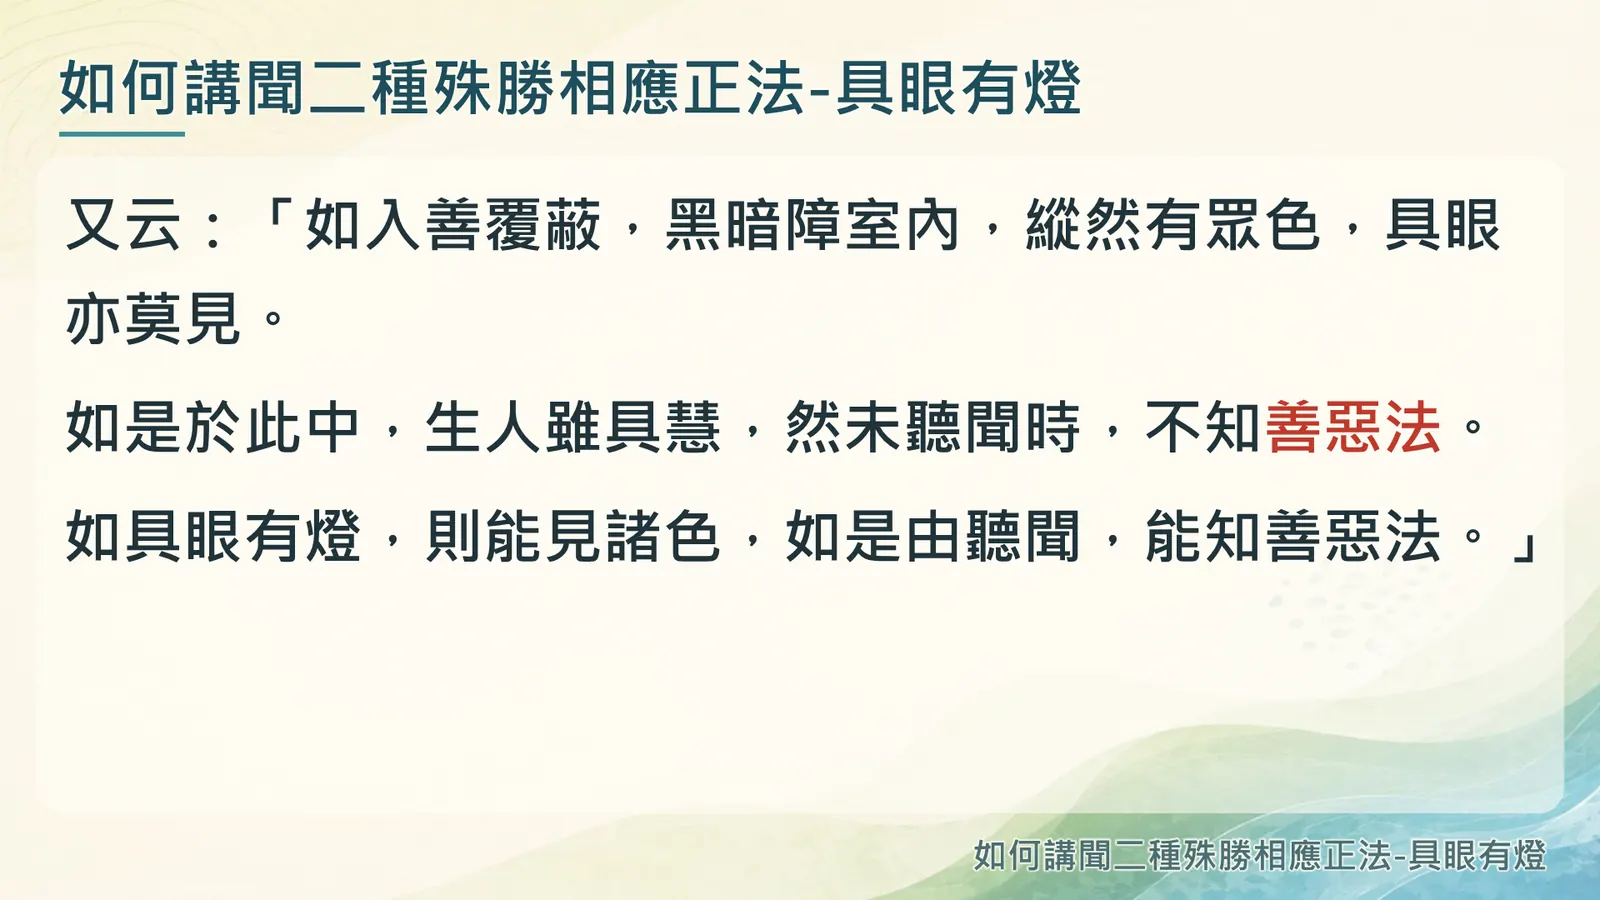 如何講聞二種殊勝相應正法-具眼有燈
又云：「如入善覆蔽，黑暗障室內，縱然有眾色，具眼
亦莫見。
如是於此中，生人雖具慧，然未聽聞時，不知善惡法。
如具眼有燈，則能見諸色，如是由聽聞，能知善惡法。」
如何講聞二種殊勝相應正法-具眼有燈